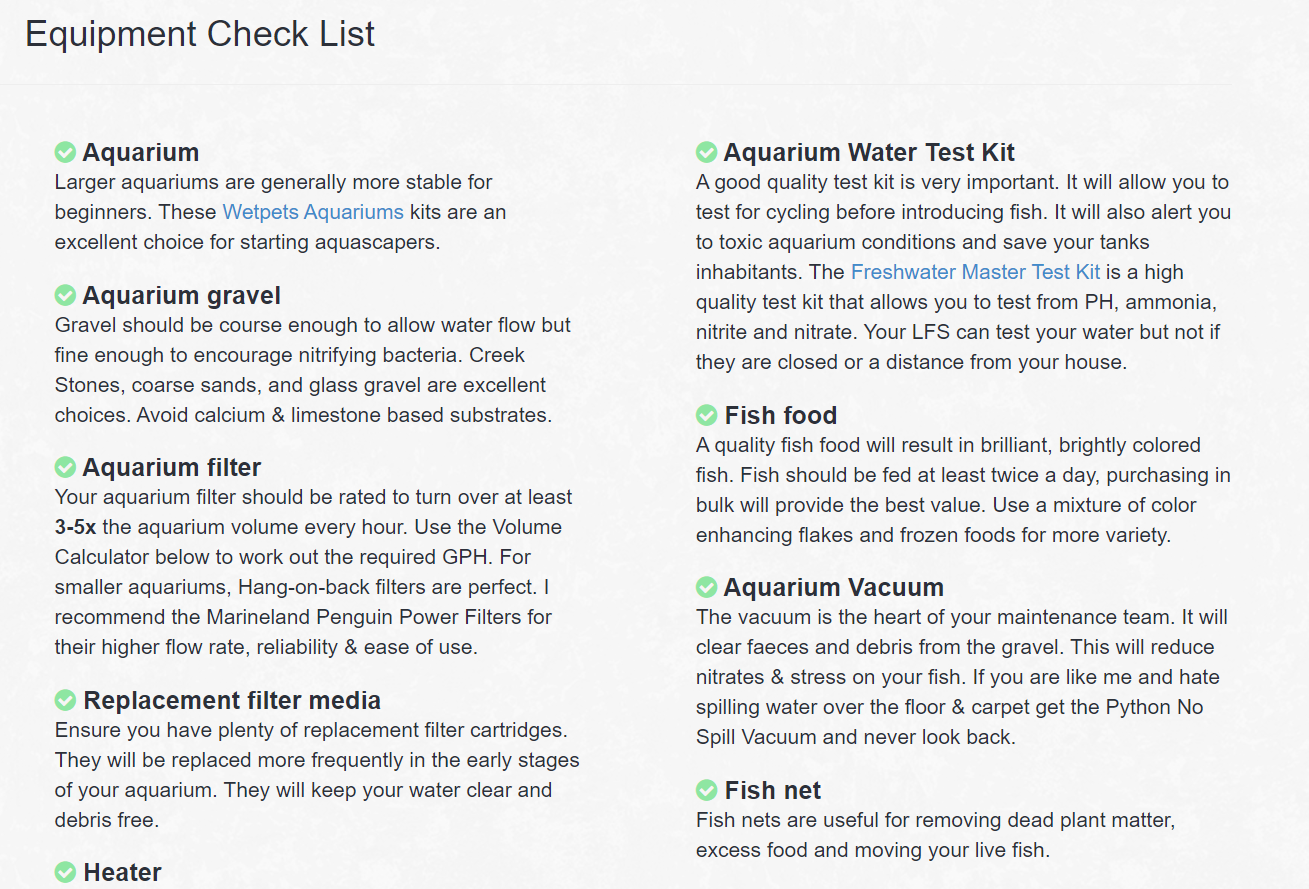 Equipment Check List
Aquarium
Larger aquariums are generally more stable for
beginners. These Wetpets Aquariums kits are an
excellent choice for starting aquascapers.
Aquarium gravel
Gravel should be course enough to allow water flow but
fine enough to encourage nitrifying bacteria. Creek
Stones, coarse sands, and glass gravel are excellent
choices. Avoid calcium & limestone based substrates.
Aquarium filter
Your aquarium filter should be rated to turn over at least
3-5x the aquarium volume every hour. Use the Volume
Calculator below to work out the required GPH. For
smaller aquariums, Hang-on-back filters are perfect. I
recommend the Marineland Penguin Power Filters for
their higher flow rate, reliability & ease of use.
Replacement filter media
Ensure you have plenty of replacement filter cartridges.
They will be replaced more frequently in the early stages
of your aquarium. They will keep your water clear and
debris free.
Heater
Aquarium Water Test Kit
A good quality test kit is very important. It will allow you to
test for cycling before introducing fish. It will also alert you
to toxic aquarium conditions and save your tanks
inhabitants. The Freshwater Master Test Kit is a high
quality test kit that allows you to test from PH, ammonia,
nitrite and nitrate. Your LFS can test your water but not if
they are closed or a distance from your house.
Fish food
A quality fish food will result in brilliant, brightly colored
fish. Fish should be fed at least twice a day, purchasing in
bulk will provide the best value. Use a mixture of color
enhancing flakes and frozen foods for more variety.
Aquarium Vacuum
The vacuum is the heart of your maintenance team. It will
clear faeces and debris from the gravel. This will reduce
nitrates & stress on your fish. If you are like me and hate
spilling water over the floor & carpet get the Python No
Spill Vacuum and never look back.
Fish net
Fish nets are useful for removing dead plant matter,
excess food and moving your live fish.